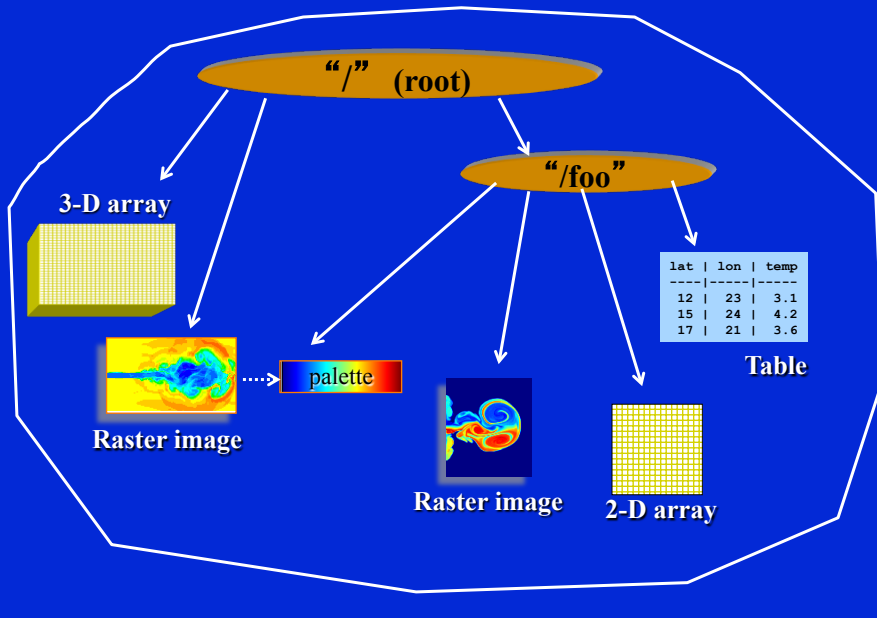 “/” (root)
“/foo”
3-D array
lat | lon | temp
----|-----|-----
12 | 23 | 3.1
15 | 24 | 4.2
17 | 21 | 3.6
Table
palette
Raster image
Raster image
2-D array